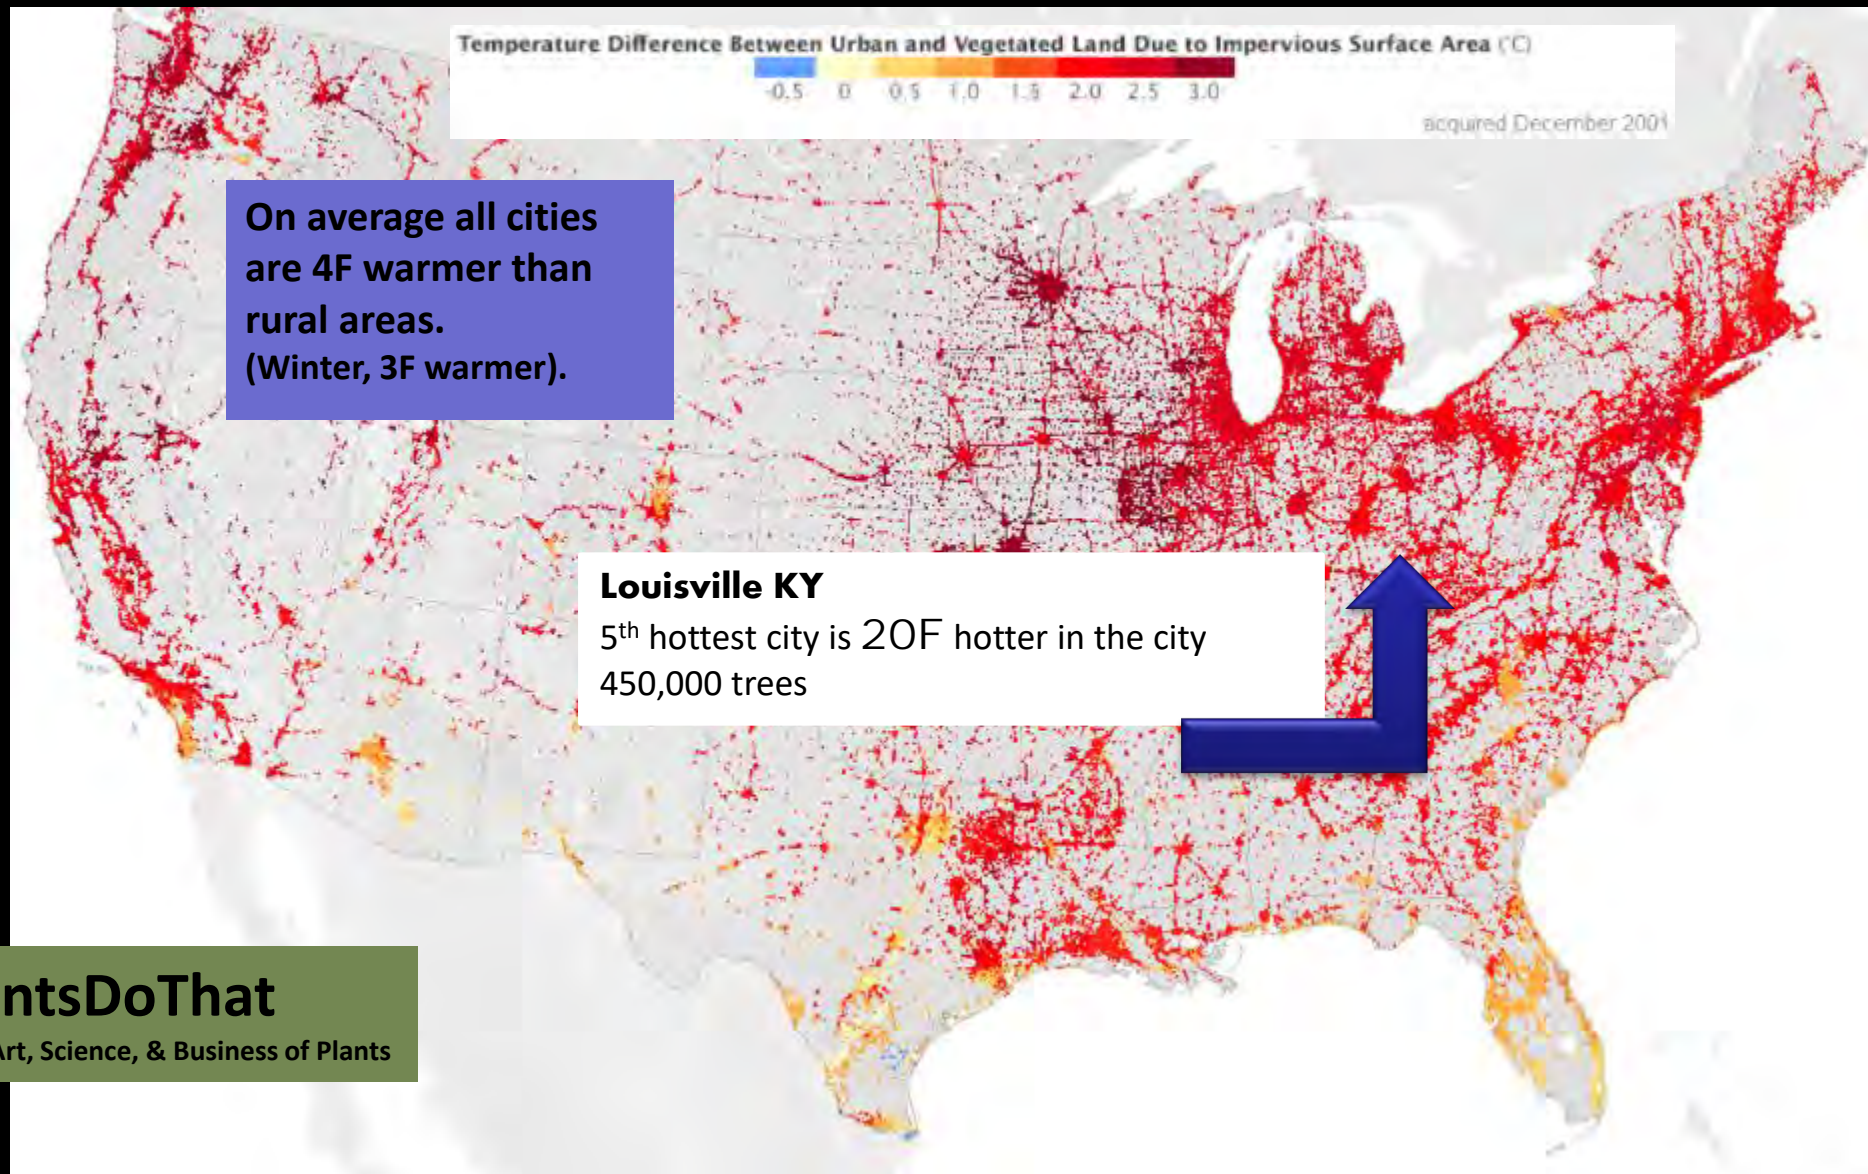 Temperature Difference Between Urban and Vegetated Land Due to Impervious Surface Area (°C)
-0.5 0 0.5 1.0 1.5 2.0 2.5 3.0
acquired December 2001
On average all cities
are 4F warmer than
rural areas.
(Winter, 3F warmer).
Louisville KY
5th hottest city is 20F hotter in the city
450,000 trees
ntsDoThat
Art, Science, & Business of Plants